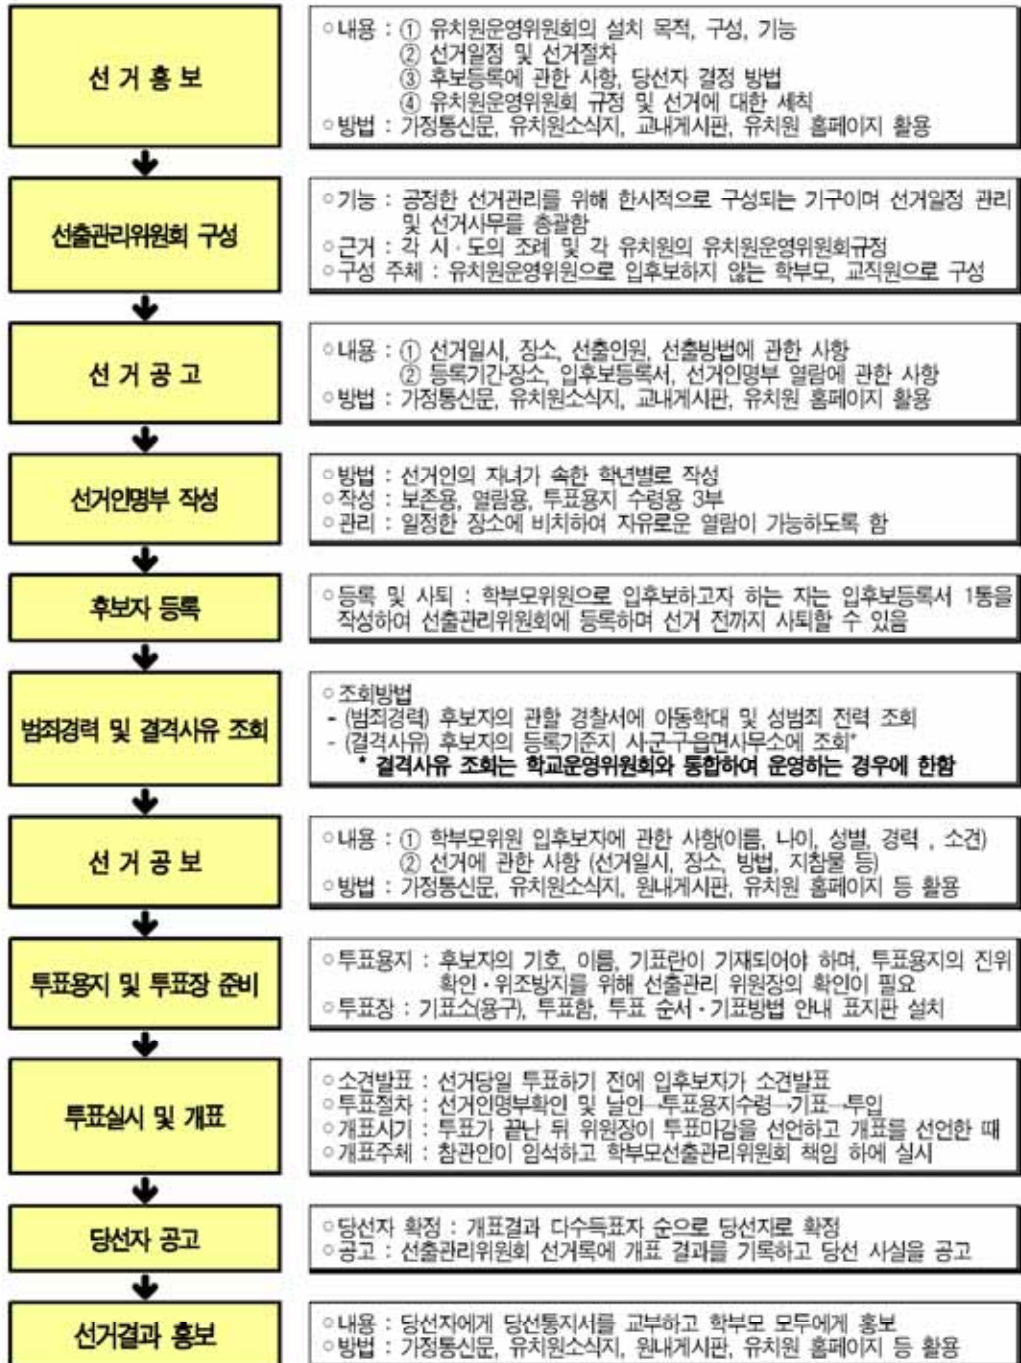 선 거 홍 보
○내용 : ① 유치원운영위원회의 설치 목적, 구성, 기능
② 선거일정 및 선거절차
③ 후보등록에 관한 사항, 당선자 결정 방법
④ 유치원운영위원회 규정 및 선거에 대한 세칙
○방법 : 가정통신문, 유치원소식지, 교내게시판, 유치원 홈페이지 활용
선출관리위원회 구성
○기능 : 공정한 선거관리를 위해 한시적으로 구성되는 기구이며 선거일정 관리
및 선거사무를 총괄함
○근거 : 각 시·도의 조례 및 각 유치원의 유치원운영위원회규정
○구성 주체 : 유치원운영위원으로 입후보하지 않는 학부모, 교직원으로 구성
선 거 공 고
○내용 : ① 선거일시, 장소, 선출인원, 선출방법에 관한 사항
② 등록기간·장소, 입후보등록서, 선거인명부 열람에 관한 사항
○방법 : 가정통신문, 유치원소식지, 교내게시판, 유치원 홈페이지 활용
선거인명부 작성
○방법 : 선거인의 자녀가 속한 학년별로 작성
○작성 : 보존용, 열람용, 투표용지 수령용 3부
○관리 : 일정한 장소에 비치하여 자유로운 열람이 가능하도록 함
후보자 등록
○등록 및 사퇴 : 학부모위원으로 입후보하고자 하는 자는 입후보등록서 1통을
작성하여 선출관리위원회에 등록하며 선거 전까지 사퇴할 수 있음
범죄경력 및 결격사유 조회
○조회방법
- (범죄경력) 후보자의 관할 경찰서에 아동학대 및 성범죄 전력 조회
- (결격사유) 후보자의 등록기준지 시·군·구·읍·면사무소에 조회*
* 결격사유 조회는 학교운영위원회와 통합하여 운영하는 경우에 한함
선 거 공 보
○내용 : ① 학부모위원 입후보자에 관한 사항(이름, 나이, 성별, 경력 , 소견)
② 선거에 관한 사항 (선거일시, 장소, 방법, 지참물 등)
○방법 : 가정통신문, 유치원소식지, 원내게시판, 유치원 홈페이지 등 활용
투표용지 및 투표장 준비
○투표용지 : 후보자의 기호, 이름, 기표란이 기재되어야 하며, 투표용지의 진위
확인·위조방지를 위해 선출관리 위원장의 확인이 필요
○투표장 : 기표소(용구), 투표함, 투표 순서·기표방법 안내 표지판 설치
투표실시 및 개표
○소견발표 : 선거당일 투표하기 전에 입후보자가 소견발표
○투표절차 : 선거인명부확인 및 날인→투표용지수령→기표→투입
○개표시기 : 투표가 끝난 뒤 위원장이 투표마감을 선언하고 개표를 선언한 때
○개표주체 : 참관인이 임석하고 학부모선출관리위원회 책임 하에 실시
당선자 공고
○당선자 확정 : 개표결과 다수득표자 순으로 당선자로 확정
○공고 : 선출관리위원회 선거록에 개표 결과를 기록하고 당선 사실을 공고
선거결과 홍보
○내용 : 당선자에게 당선통지서를 교부하고 학부모 모두에게 홍보
○방법 : 가정통신문, 유치원소식지, 원내게시판, 유치원 홈페이지 등 활용